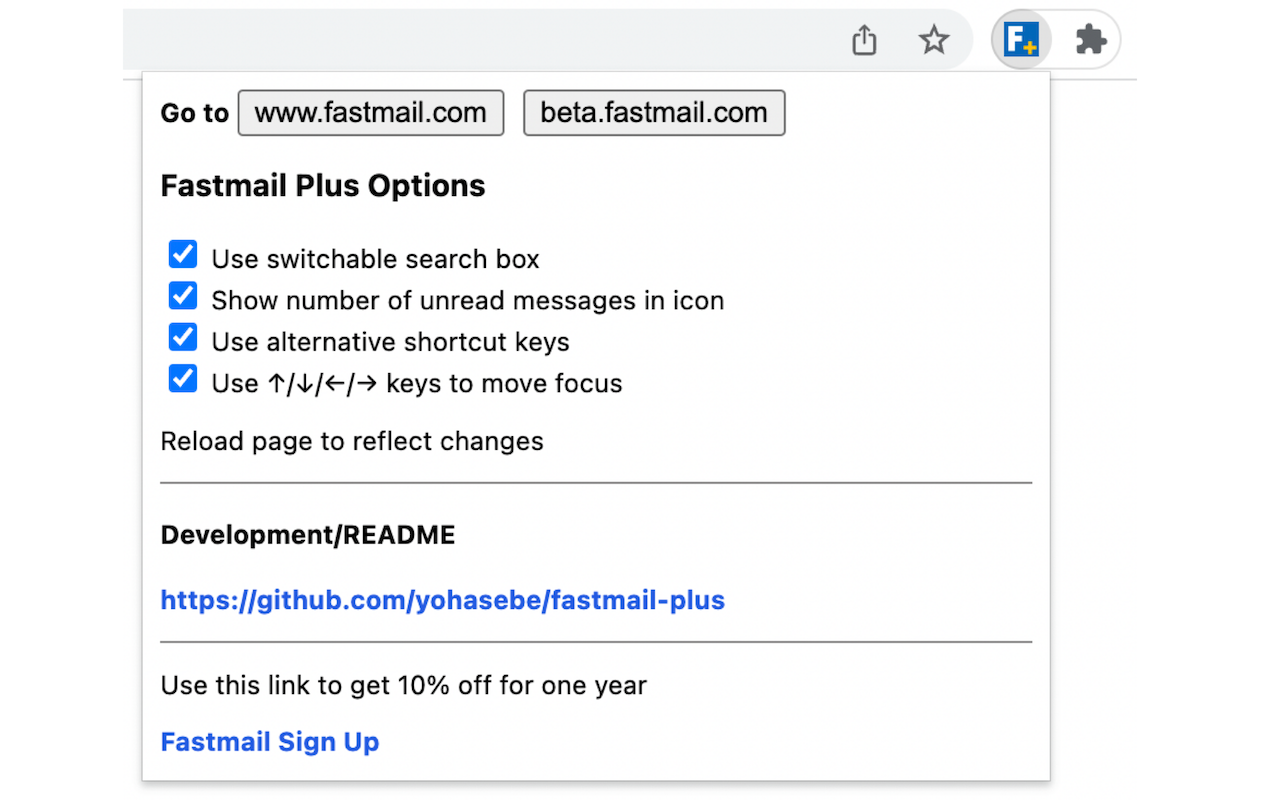 F+
Go to www.fastmail.com beta.fastmail.com
Fastmail Plus Options
Use switchable search box
Show number of unread messages in icon
Use alternative shortcut keys
Use ↑/↓/←/→ keys to move focus
Reload page to reflect changes
Development/README
https://github.com/yohasebe/fastmail-plus
Use this link to get 10% off for one year
Fastmail Sign Up